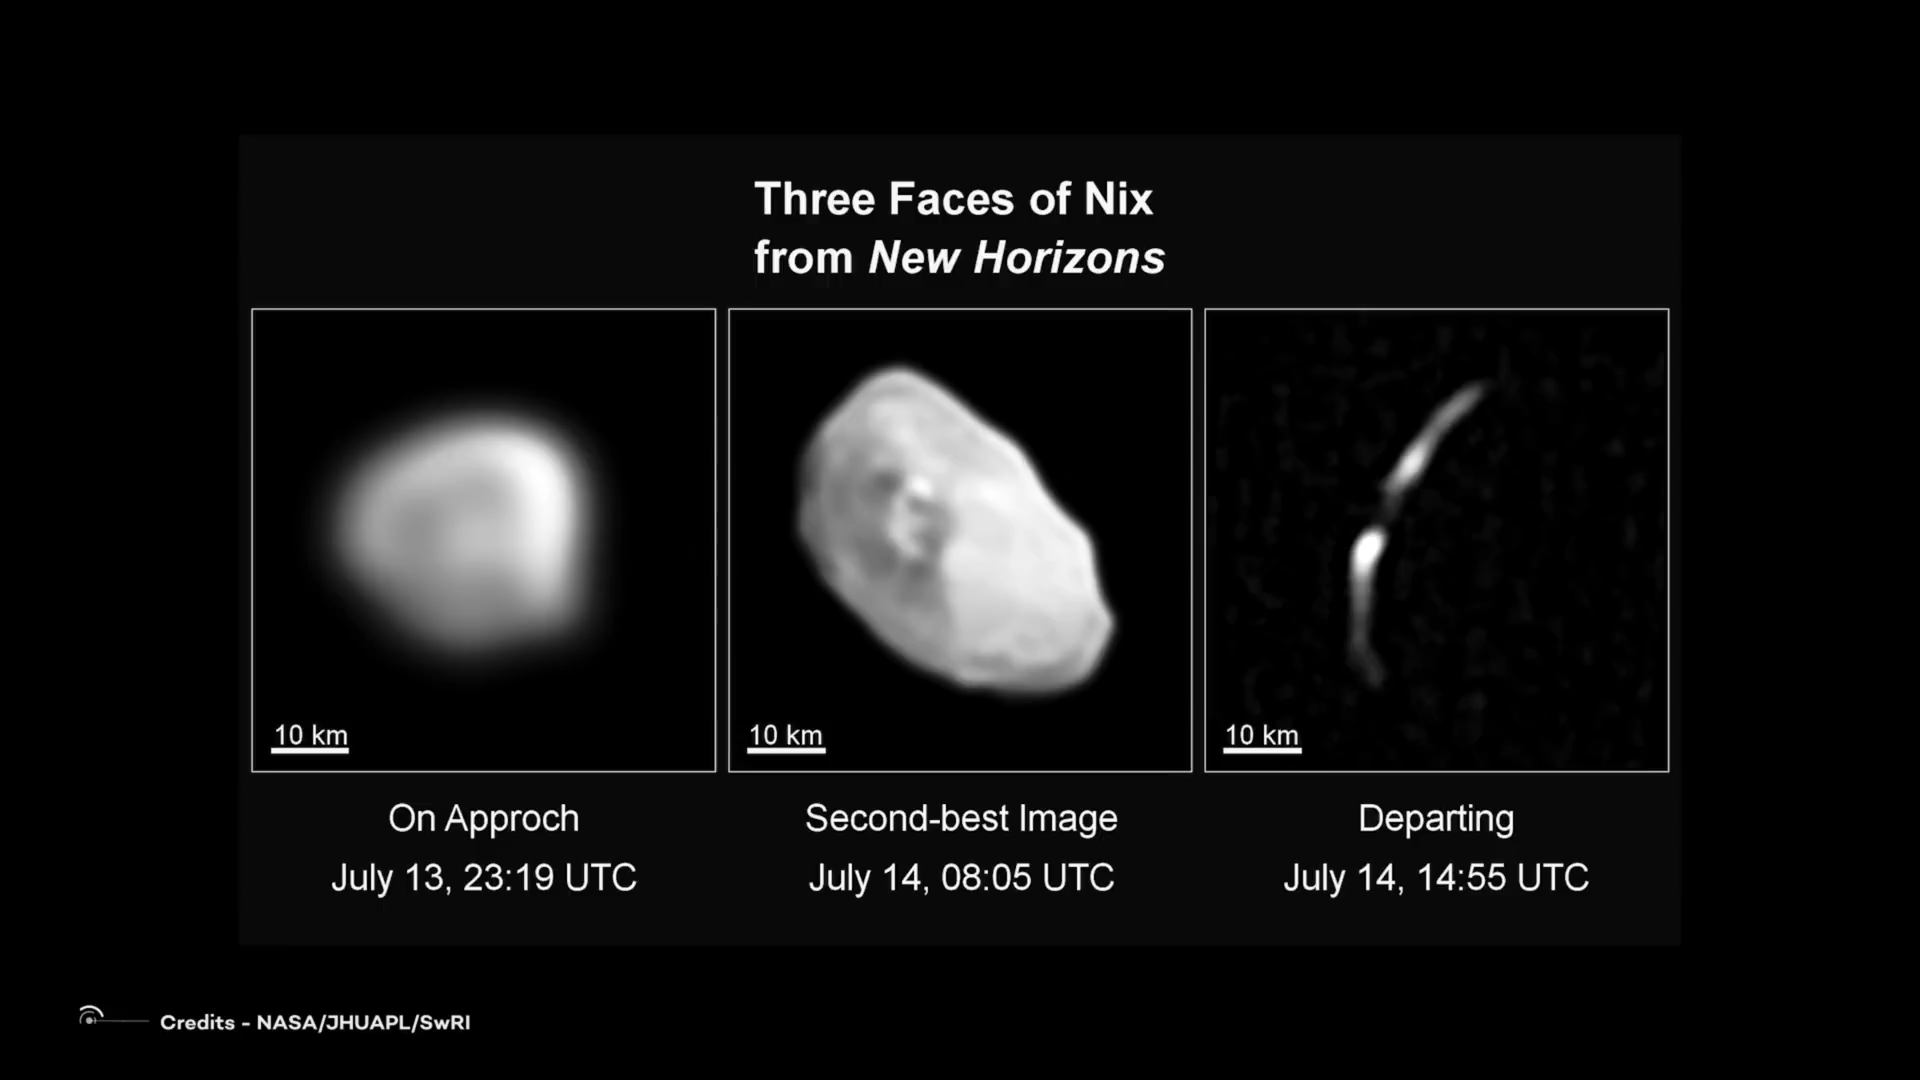 Three Faces of Nix
from New Horizons
10 km
10 km
10 km
On Approch
July 13, 23:19 UTC
Second-best Image
July 14, 08:05 UTC
Departing
July 14, 14:55 UTC
Credits - NASA/JHUAPL/SwRI